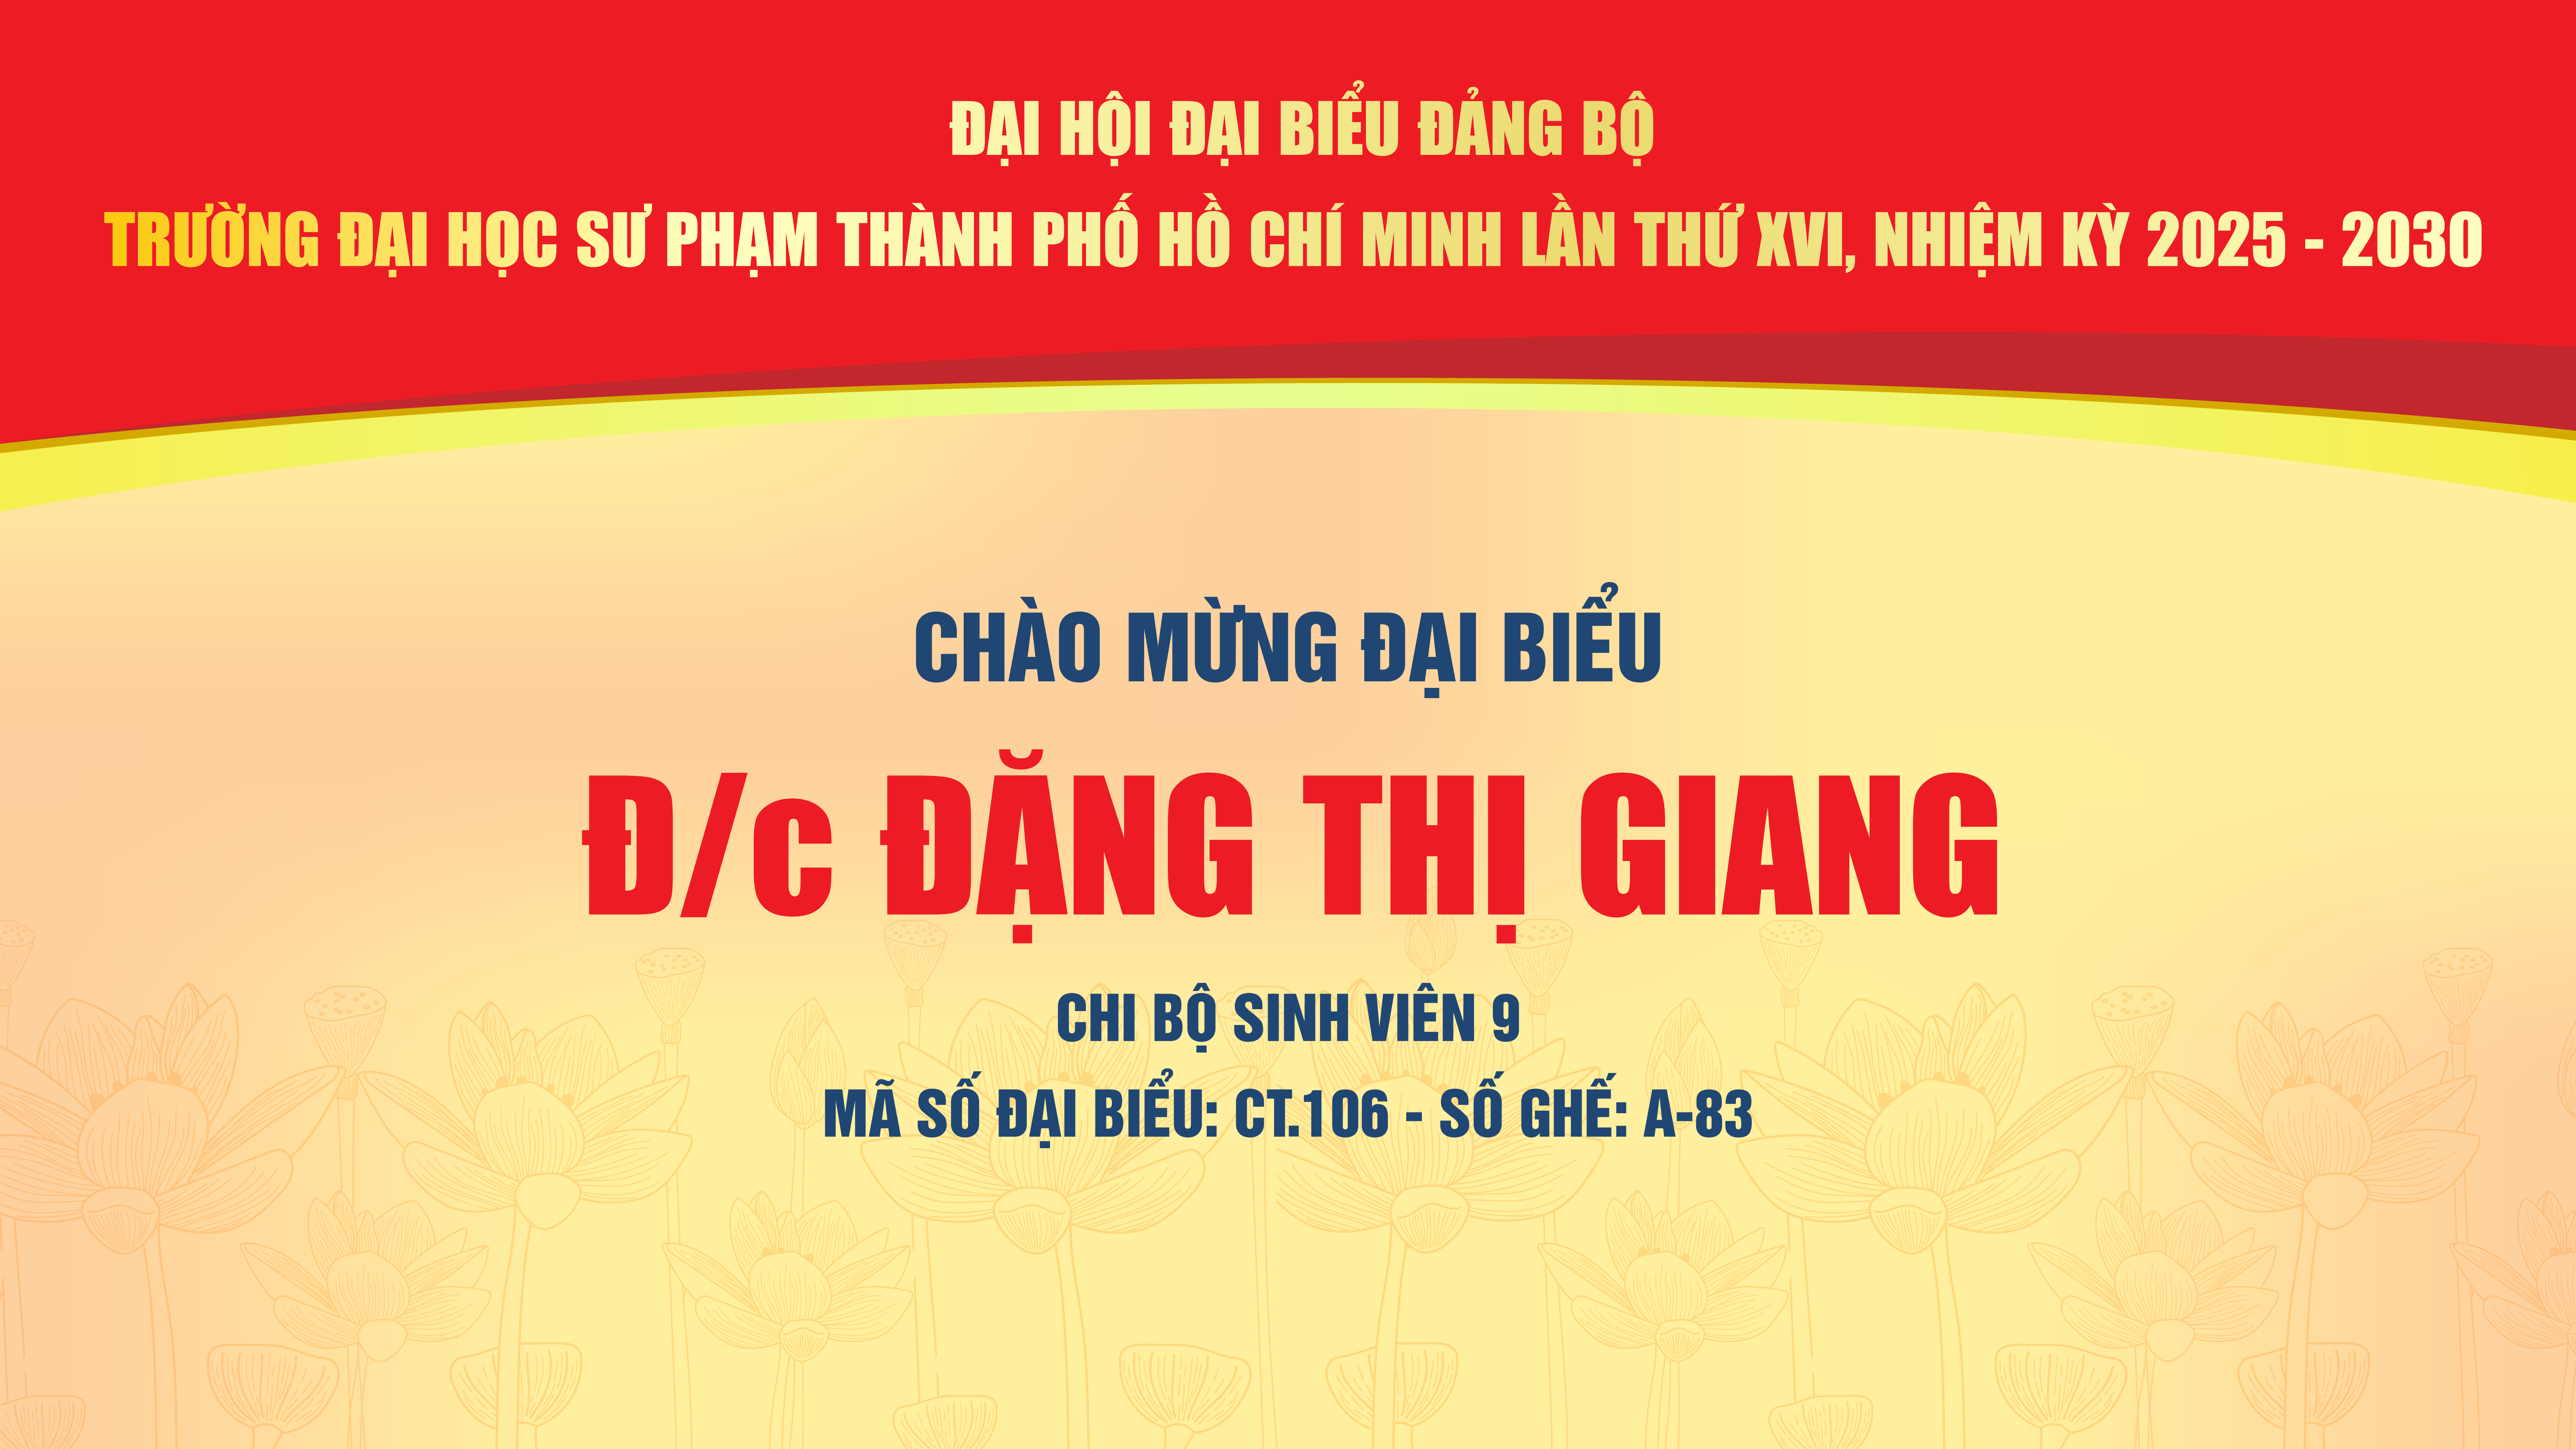 ĐẠI HỘI ĐẠI BIỂU ĐẢNG BỘ
TRƯỜNG ĐẠI HỌC SƯ PHẠM THÀNH PHỐ HỒ CHÍ MINH LẦN THỨ XVI, NHIỆM KỲ 2025 - 2030
CHÀO MỪNG ĐẠI BIỂU
Đ/c ĐẶNG THỊ GIANG
CHI BỘ SINH VIÊN 9
MÃ SỐ ĐẠI BIỂU: CT.106 - SỐ GHẾ: A-83